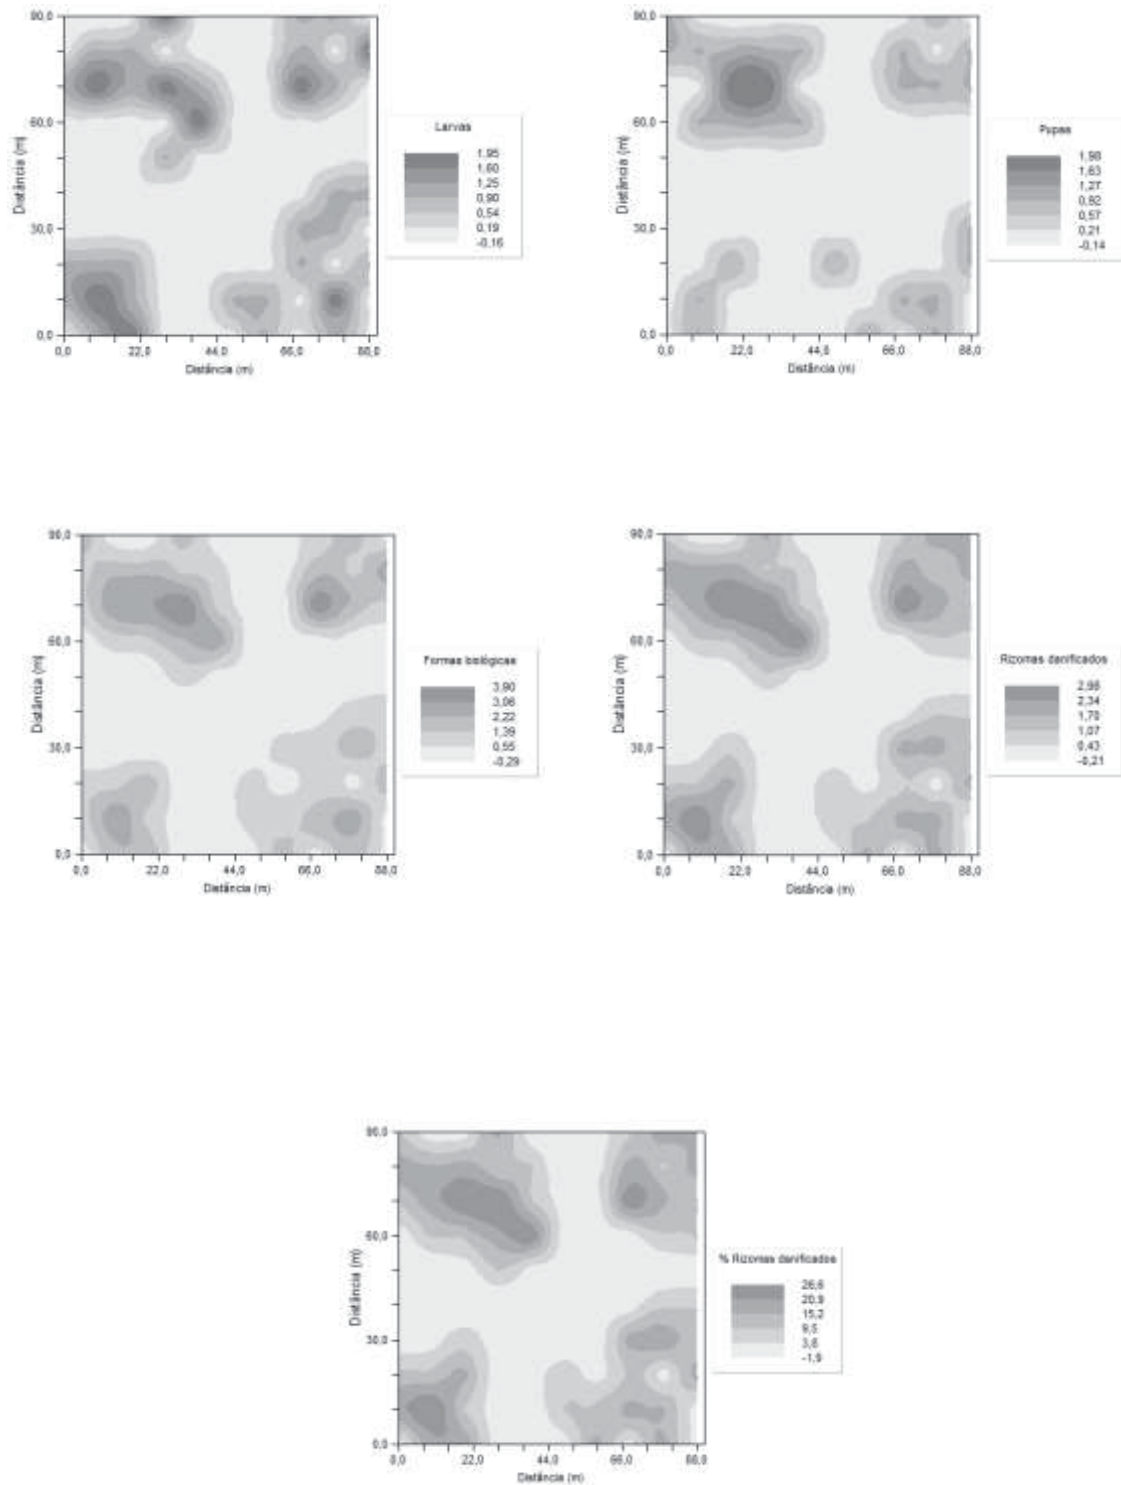 90,0
60,0
30,0
0,0
Distância (m)
0,0 22,0 44,0 66,0 88,0
Distância (m)
Larvas
1,95
1,60
1,25
0,90
0,54
0,19
-0,16
90,0
60,0
30,0
0,0
Distância (m)
0,0 22,0 44,0 66,0 88,0
Distância (m)
Pupas
1,98
1,63
1,27
0,92
0,57
0,21
-0,14
90,0
60,0
30,0
0,0
Distância (m)
0,0 22,0 44,0 66,0 88,0
Distância (m)
Formas biológicas
3,90
3,06
2,22
1,39
0,55
-0,29
90,0
60,0
30,0
0,0
Distância (m)
0,0 22,0 44,0 66,0 88,0
Distância (m)
Rizomas danificados
2,98
2,34
1,70
1,07
0,43
-0,21
90,0
60,0
30,0
0,0
Distância (m)
0,0 22,0 44,0 66,0 88,0
Distância (m)
% Rizomas danificados
26,6
20,9
15,2
9,5
3,8
-1,9